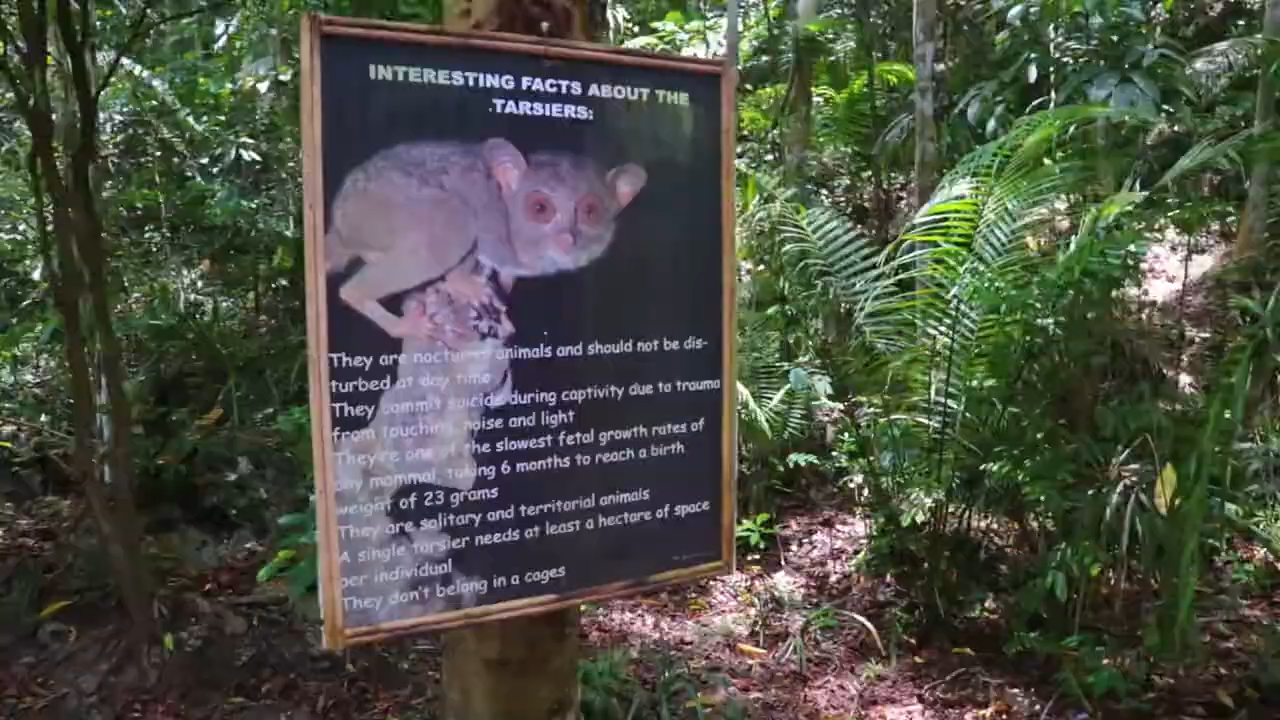 INTERESTING FACTS ABOUT THE
.TARSIERS:
They are nocturnal animals and should not be dis-
turbed at day time
They commit suicide during captivity due to trauma
from touching, noise and light
They're one of the slowest fetal growth rates of
any mammal, taking 6 months to reach a birth
weight of 23 grams
They are solitary and territorial animals
A single tarsier needs at least a hectare of space
per individual
They don't belong in a cages